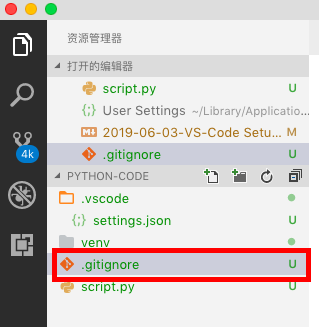 资源管理器
打开的编辑器
script.py U
User Settings ~/Library/Applicatio...
2019-06-03-VS-Code Setu... M
.gitignore U
4k
PYTHON-CODE
.vscode
settings.json U
venv
.gitignore U
script.py U